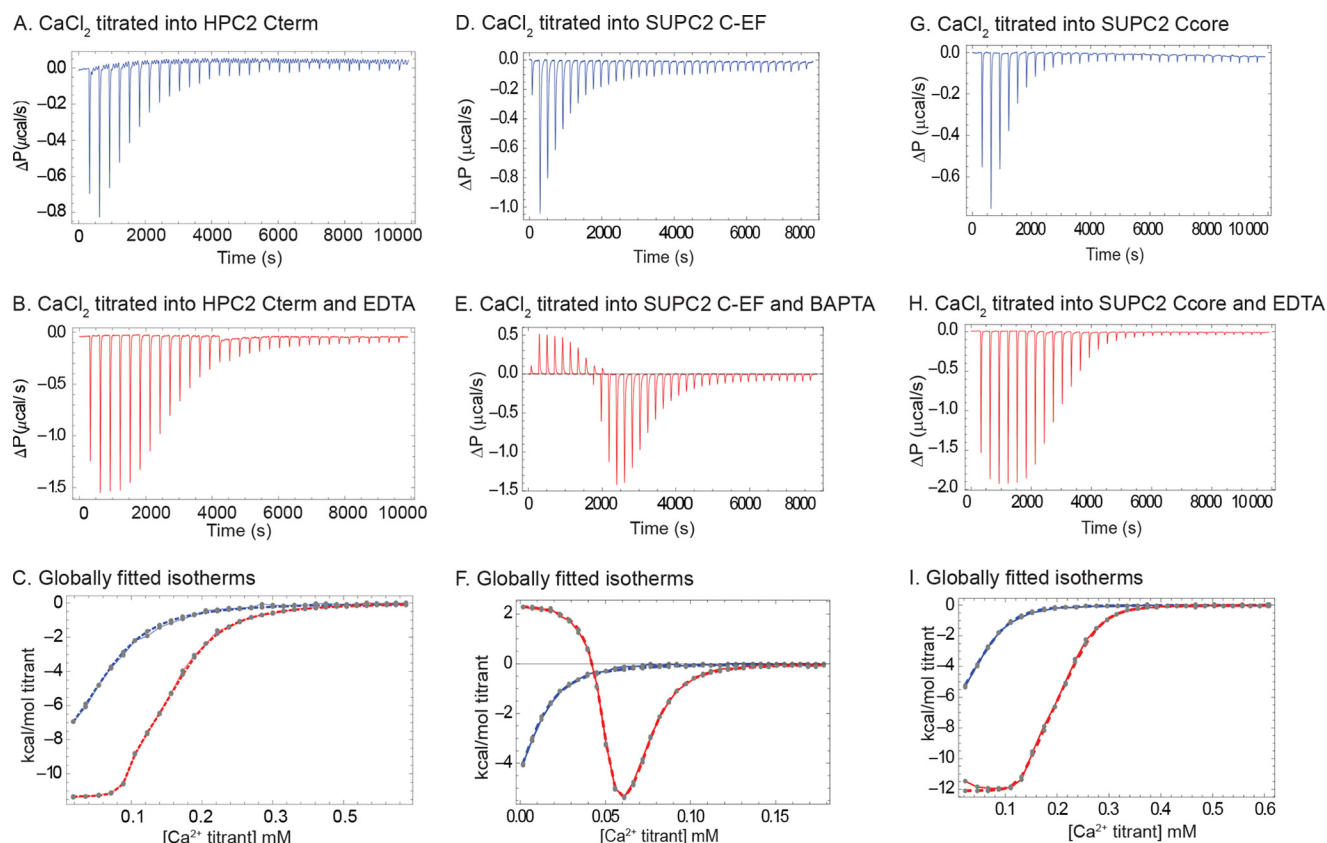 A. CaCl2 titrated into HPC2 Cterm
0.0
−0.2
−0.4
−0.6
−0.8
ΔP(μcal/s)
0 2000 4000 6000 8000 10000
Time (s)
D. CaCl2 titrated into SUPC2 C-EF
0.0
−0.2
−0.4
−0.6
−0.8
−1.0
ΔP (μcal/s)
0 2000 4000 6000 8000
Time (s)
G. CaCl2 titrated into SUPC2 Ccore
0.0
−0.2
−0.4
−0.6
ΔP (μcal/s)
0 2000 4000 6000 8000 10000
Time (s)
B. CaCl2 titrated into HPC2 Cterm and EDTA
0.0
−0.5
−1.0
−1.5
ΔP(μcal/s)
0 2000 4000 6000 8000 10000
Time (s)
E. CaCl2 titrated into SUPC2 C-EF and BAPTA
0.5
0.0
−0.5
−1.0
−1.5
ΔP (μcal/s)
0 2000 4000 6000 8000
Time (s)
H. CaCl2 titrated into SUPC2 Ccore and EDTA
0.0
−0.5
−1.0
−1.5
−2.0
ΔP (μcal/s)
0 2000 4000 6000 8000 10000
Time (s)
C. Globally fitted isotherms
0
−2
−4
−6
−8
−10
kcal/mol titrant
0.1 0.2 0.3 0.5
[Ca²⁺ titrant] mM
F. Globally fitted isotherms
2
0
−2
−4
kcal/mol titrant
0.00 0.05 0.10 0.15
[Ca²⁺ titrant] mM
I. Globally fitted isotherms
0
−2
−4
−6
−8
−10
−12
kcal/mol titrant
0 0.1 0.2 0.3 0.4 0.5 0.6
[Ca²⁺ titrant] mM